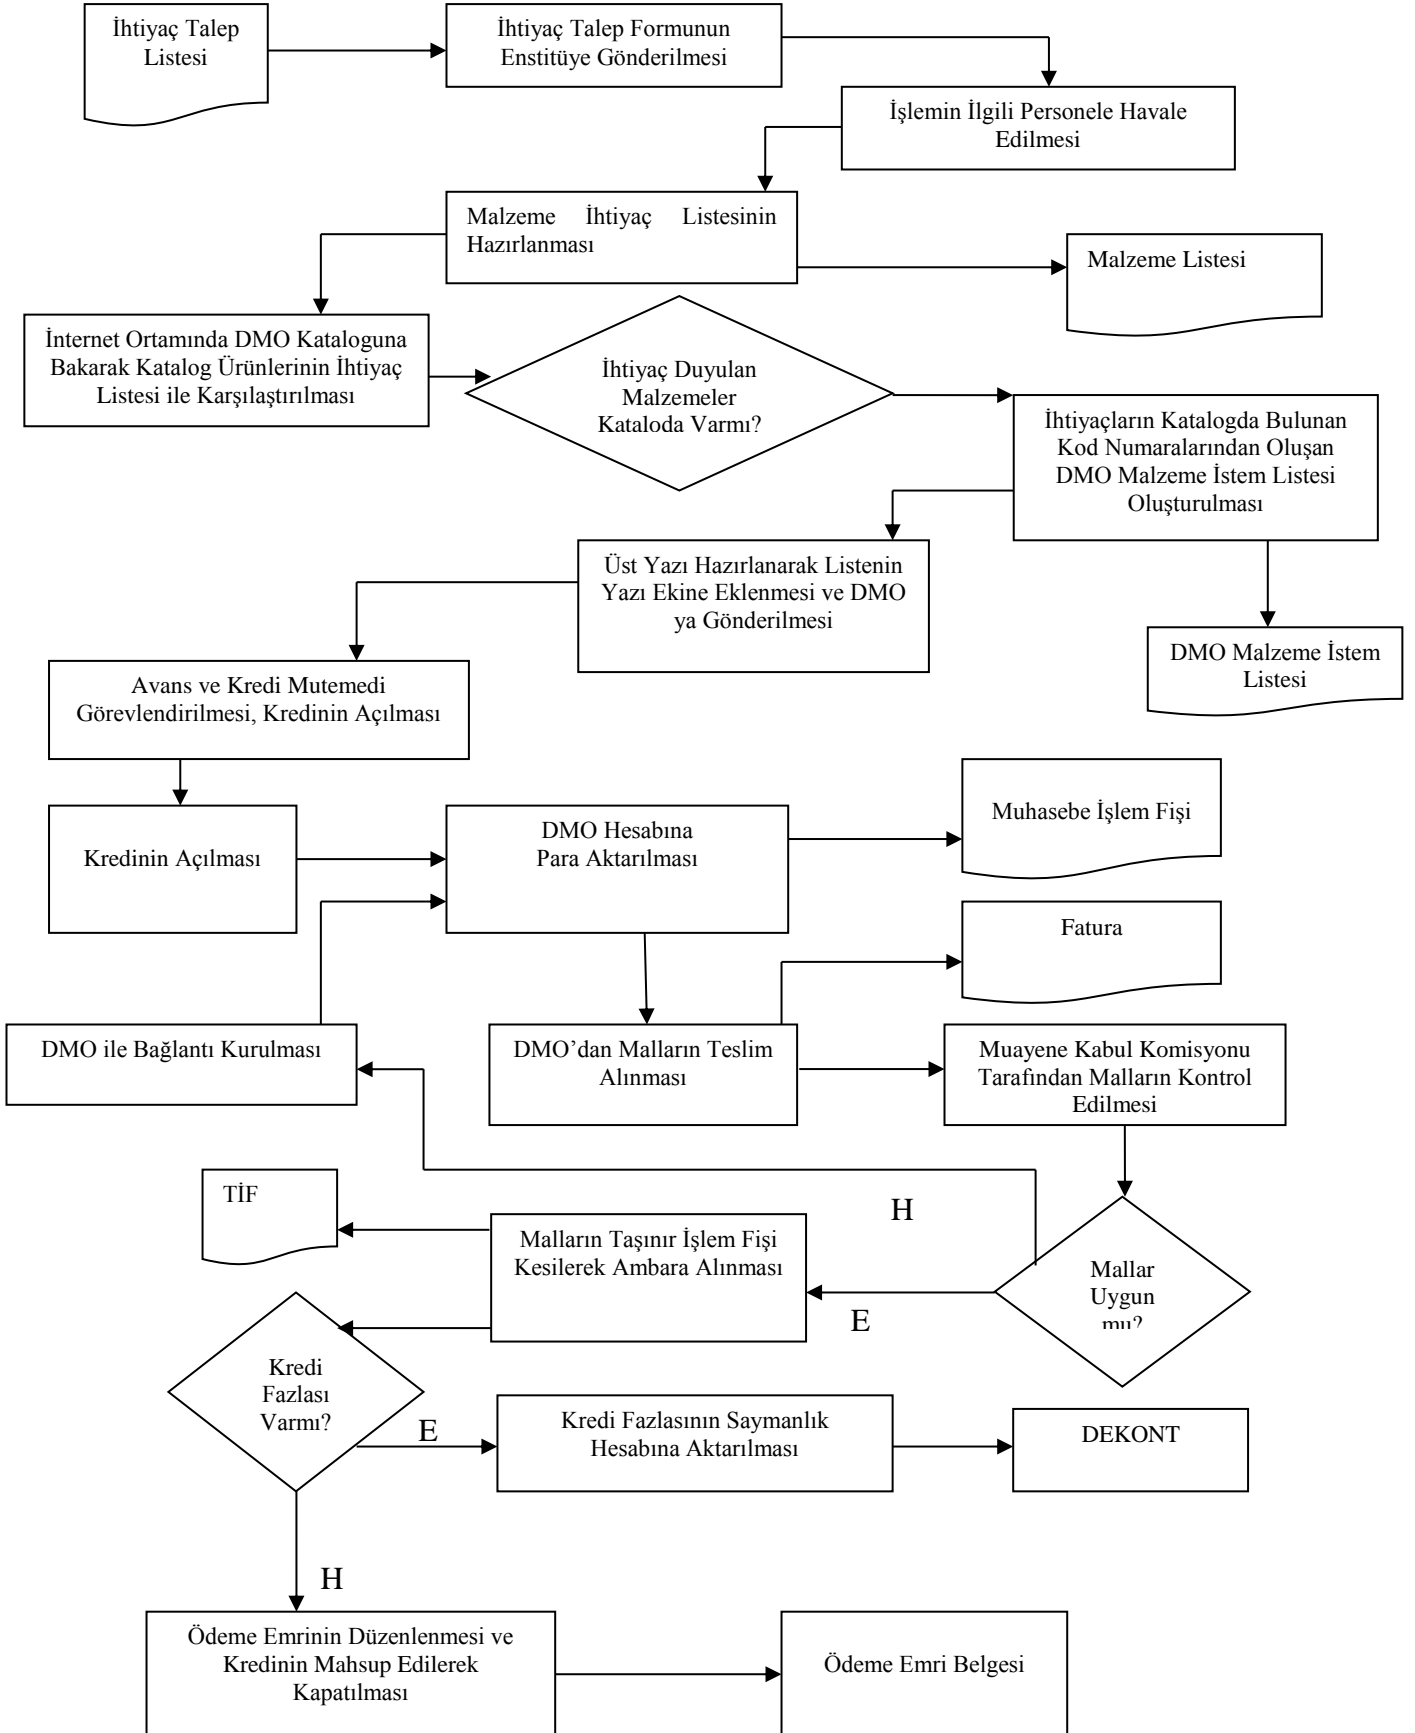 İhtiyaç Talep
Listesi
İhtiyaç Talep Formunun
Enstitüye Gönderilmesi
İşlemin İlgili Personele Havale
Edilmesi
Malzeme İhtiyaç Listesinin
Hazırlanması
Malzeme Listesi
İnternet Ortamında DMO Kataloguna
Bakarak Katalog Ürünlerinin İhtiyaç
Listesi ile Karşılaştırılması
İhtiyaç Duyulan
Malzemeler
Kataloda Varmı?
İhtiyaçların Katalogda Bulunan
Kod Numaralarından Oluşan
DMO Malzeme İstem Listesi
Oluşturulması
Üst Yazı Hazırlanarak Listenin
Yazı Ekine Eklenmesi ve DMO
ya Gönderilmesi
DMO Malzeme İstem
Listesi
Avans ve Kredi Mutemedi
Görevlendirilmesi, Kredinin Açılması
Kredinin Açılması
DMO Hesabına
Para Aktarılması
Muhasebe İşlem Fişi
Fatura
DMO ile Bağlantı Kurulması
DMO’dan Malların Teslim
Alınması
Muayene Kabul Komisyonu
Tarafından Malların Kontrol
Edilmesi
TİF
H
Malların Taşınır İşlem Fişi
Kesilerek Ambara Alınması
E
Mallar
Uygun
mu?
Kredi
Fazlası
Varmı?
E
Kredi Fazlasının Saymanlık
Hesabına Aktarılması
DEKONT
H
Ödeme Emrinin Düzenlenmesi ve
Kredinin Mahsup Edilerek
Kapatılması
Ödeme Emri Belgesi